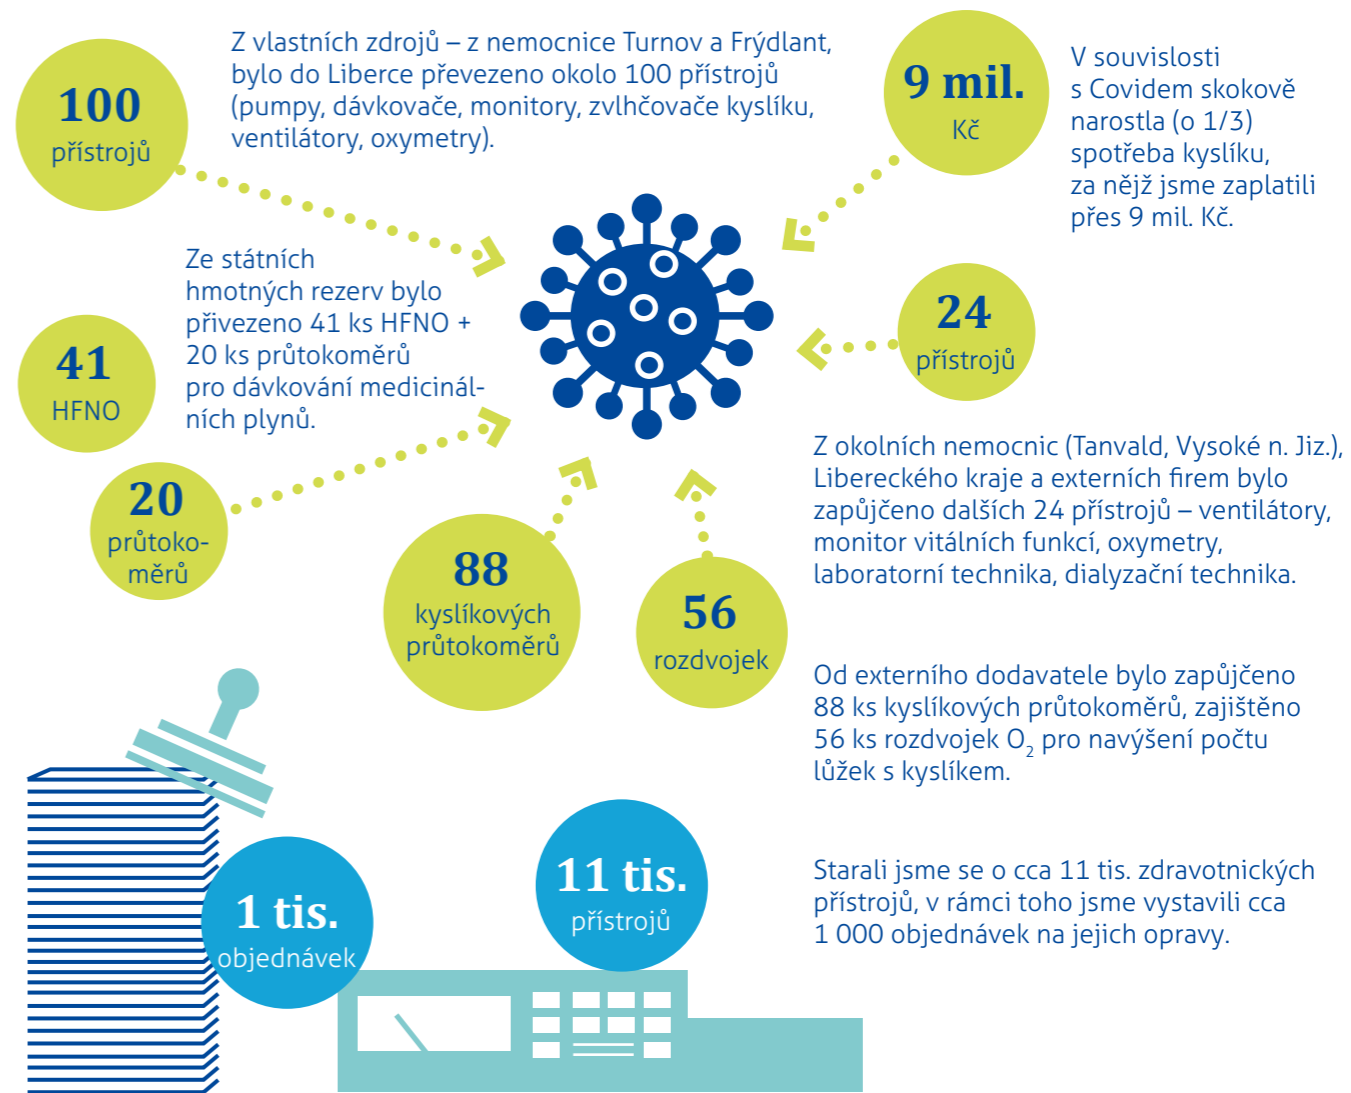 100
přístrojů
Z vlastních zdrojů – z nemocnice Turnov a Frýdlant,
bylo do Liberce převezeno okolo 100 přístrojů
(pumpy, dávkovače, monitory, zvlhčovače kyslíku,
ventilátory, oxymetry).
9 mil.
Kč
V souvislosti
s Covidem skokově
narostla (o 1/3)
spotřeba kyslíku,
za nějž jsme zaplatili
přes 9 mil. Kč.
Ze státních
hmotných rezerv bylo
přivezeno 41 ks HFNO +
20 ks průtokoměrů
pro dávkování medicinál-
ních plynů.
41
HFNO
20
průtoko-
měrů
24
přístrojů
Z okolních nemocnic (Tanvald, Vysoké n. Jiz.),
Libereckého kraje a externích firem bylo
zapůjčeno dalších 24 přístrojů – ventilátory,
monitor vitálních funkcí, oxymetry,
laboratorní technika, dialyzační technika.
88
kyslíkových
průtokoměrů
56
rozdvojek
Od externího dodavatele bylo zapůjčeno
88 ks kyslíkových průtokoměrů, zajištěno
56 ks rozdvojek O₂ pro navýšení počtu
lůžek s kyslíkem.
1 tis.
objednávek
11 tis.
přístrojů
Starali jsme se o cca 11 tis. zdravotnických
přístrojů, v rámci toho jsme vystavili cca
1 000 objednávek na jejich opravy.